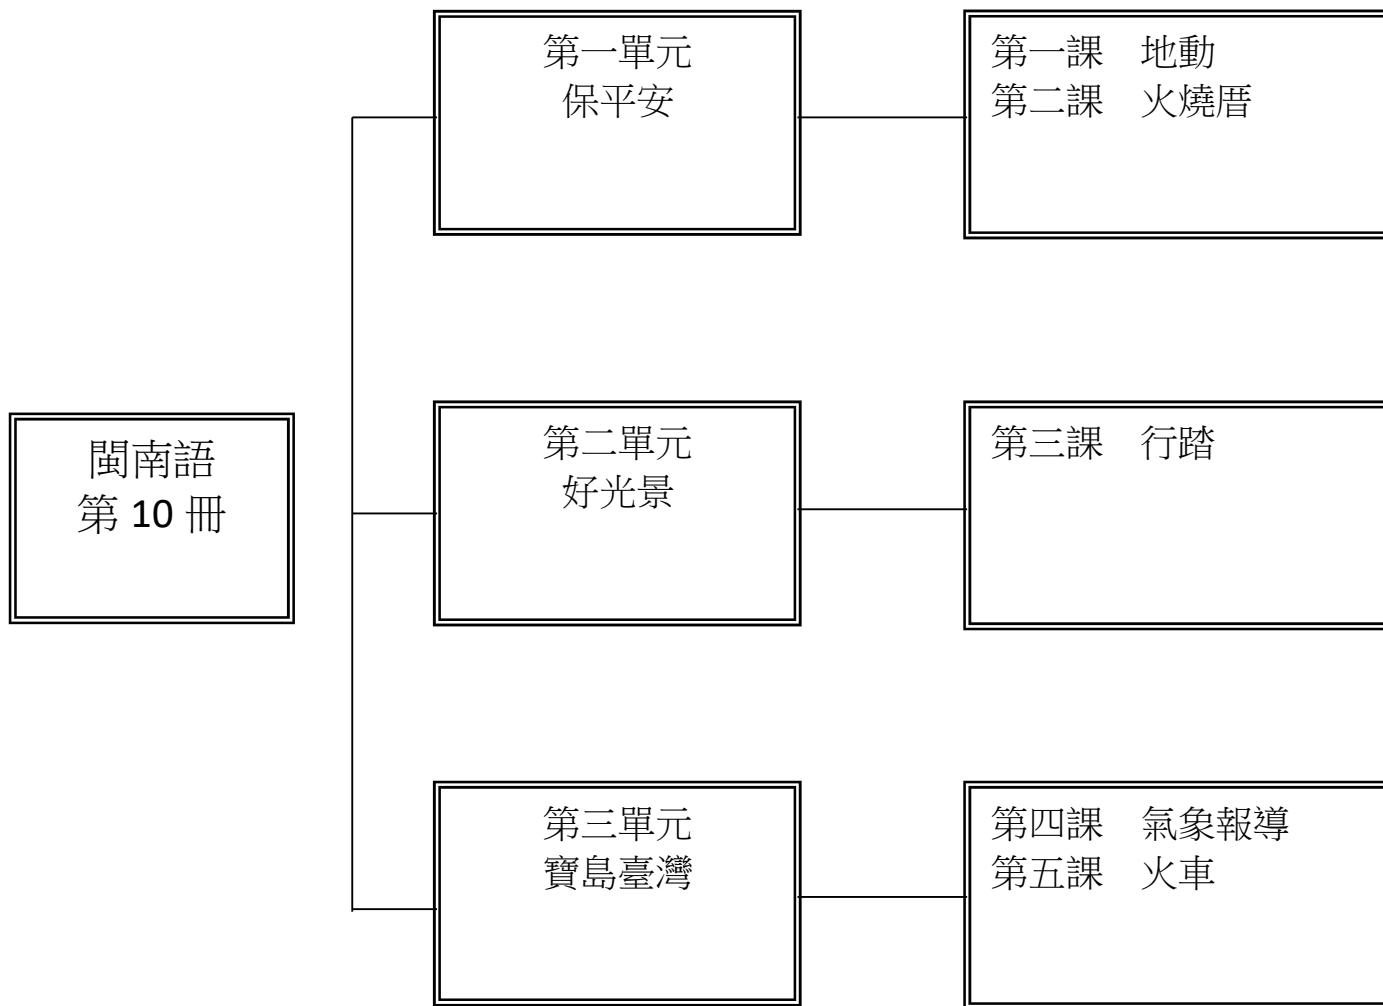 閩南語
第 10 冊
第一單元
保平安
第一課　地動
第二課　火燒厝
第二單元
好光景
第三課　行踏
第三單元
寶島臺灣
第四課　氣象報導
第五課　火車